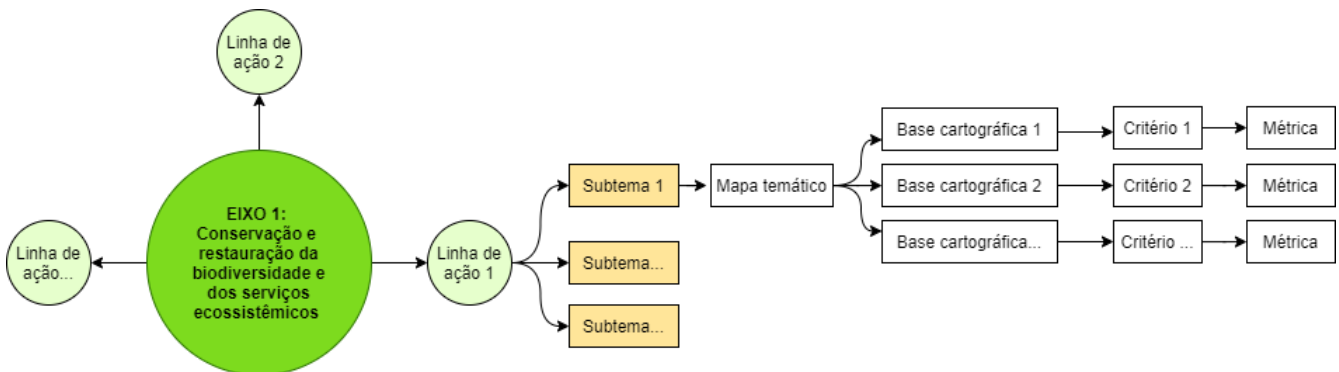 Linha de
ação 2
EIXO 1:
Conservação e
restauração da
biodiversidade e
dos serviços
ecossistêmicos
Linha de
ação...
Linha de
ação 1
Subtema 1
Subtema...
Subtema...
Mapa temático
Base cartográfica 1
Critério 1
Métrica
Base cartográfica 2
Critério 2
Métrica
Base cartográfica...
Critério ...
Métrica